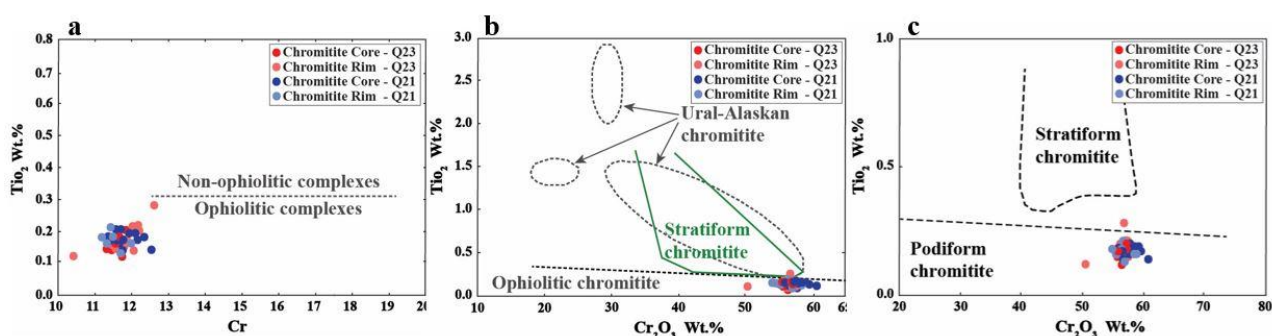 a
Tio2 Wt.%
0.8
0.7
0.6
0.5
0.4
0.3
0.2
0.1
0.0
Chromitite Core - Q23
Chromitite Rim - Q23
Chromitite Core - Q21
Chromitite Rim - Q21
Non-ophiolitic complexes
Ophiolitic complexes
10 11 12 13 14 15 16 17 18 19 20
Cr
b
Tio2 Wt.%
3.0
2.5
2.0
1.5
1.0
0.5
0.0
Chromitite Core - Q23
Chromitite Rim - Q23
Chromitite Core - Q21
Chromitite Rim - Q21
Ural-Alaskan
chromitite
Stratiform
chromitite
Ophiolitic chromitite
10 20 30 40 50 65
Cr2O3 Wt.%
c
Tio2 Wt.%
1.0
0.5
0.0
Chromitite Core - Q23
Chromitite Rim - Q23
Chromitite Core - Q21
Chromitite Rim - Q21
Stratiform
chromitite
Podiform
chromitite
20 30 40 50 60 70 80
Cr2O3 Wt.%